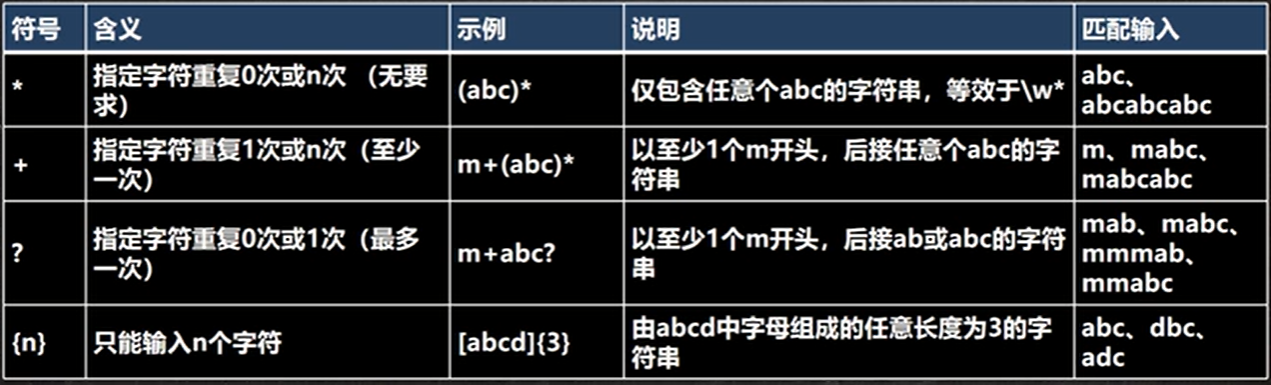 符号 含义 示例 说明 匹配输入
* 指定字符重复0次或n次 （无要求） (abc)* 仅包含任意个abc的字符串，等效于\w* abc、abcabcabc
+ 指定字符重复1次或n次（至少一次） m+(abc)* 以至少1个m开头，后接任意个abc的字符串 m、mabc、mabcabc
? 指定字符重复0次或1次（最多一次） m+abc? 以至少1个m开头，后接ab或abc的字符串 mab、mabc、mmmab、mmabc
{n} 只能输入n个字符 [abcd]{3} 由abcd中字母组成的任意长度为3的字符串 abc、dbc、adc